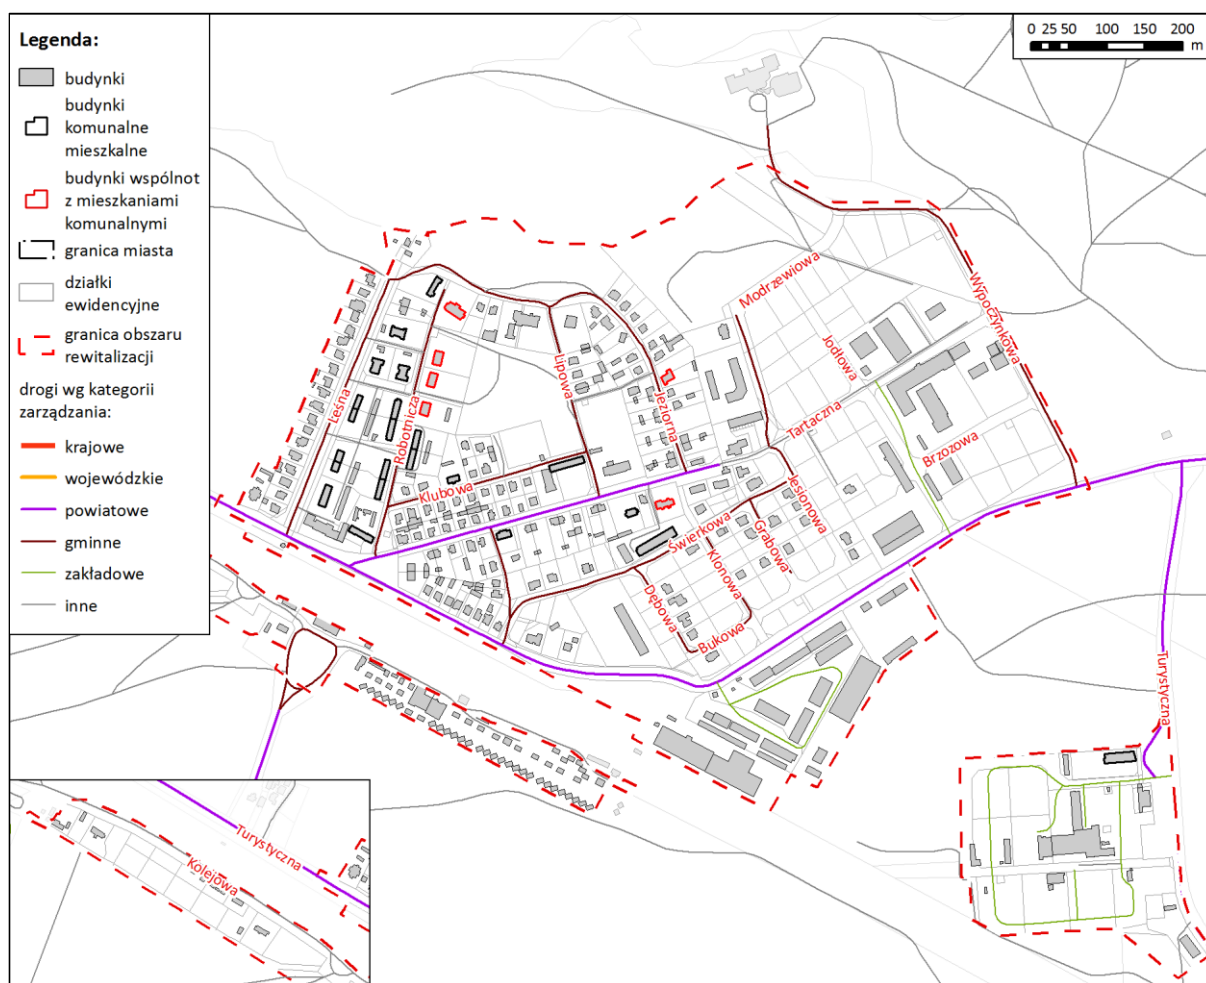 Legenda:
budynki
budynki
komunalne
mieszkalne
budynki wspólnot
z mieszkaniami
komunalnymi
granica miasta
działki
ewidencyjne
granica obszaru
rewitalizacji
drogi wg kategorii
zarządzania:
krajowe
wojewódzkie
powiatowe
gminne
zakładowe
inne
0 25 50 100 150 200
m
Modrzewiowa
Wypoczynkowa
Jodłowa
Lipowa
Leśna
Robotnicza
Jeziorna
Tartaczna
Brzozowa
Klubowa
Jesionowa
Świerkowa
Grabowa
Klonowa
Dębowa
Bukowa
Turystyczna
Turystyczna
Kolejowa